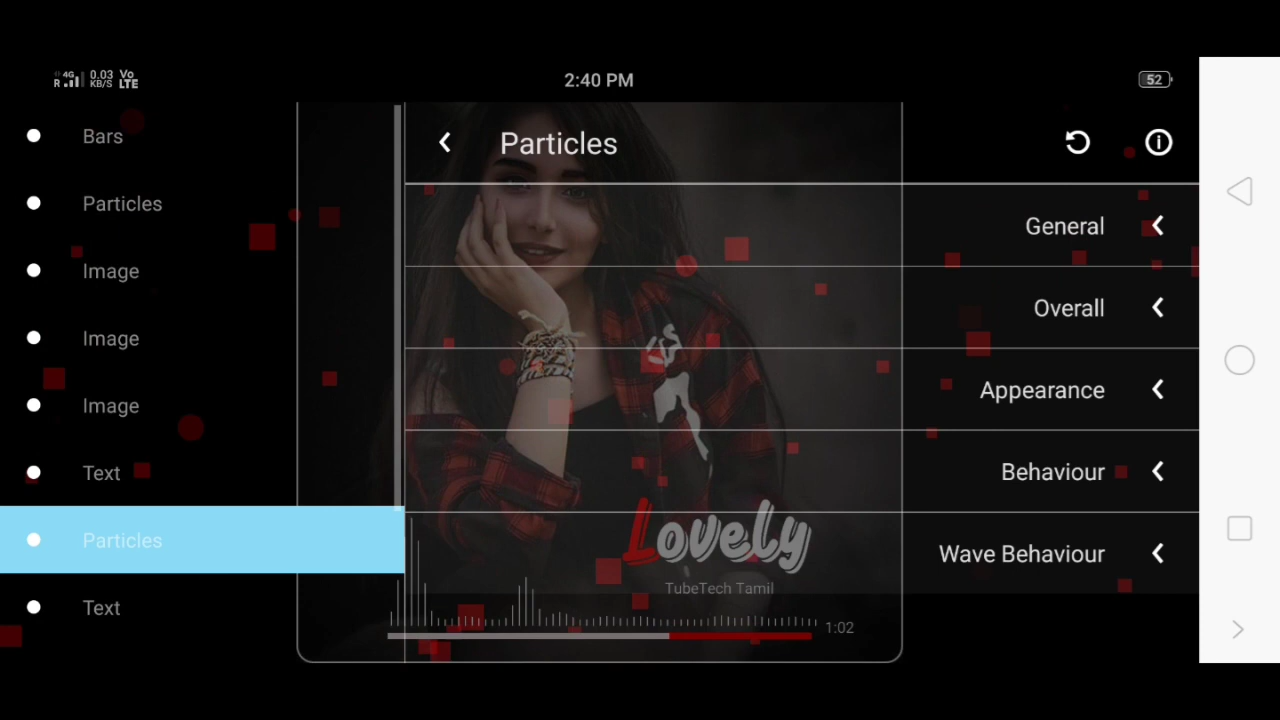 R 4G 0.03 KB/S Vo LTE
2:40 PM
52
Bars
Particles
Image
Image
Image
Text
Particles
Text
Particles
General
Overall
Appearance
Behaviour
Wave Behaviour
Lovely
TubeTech Tamil
1:02